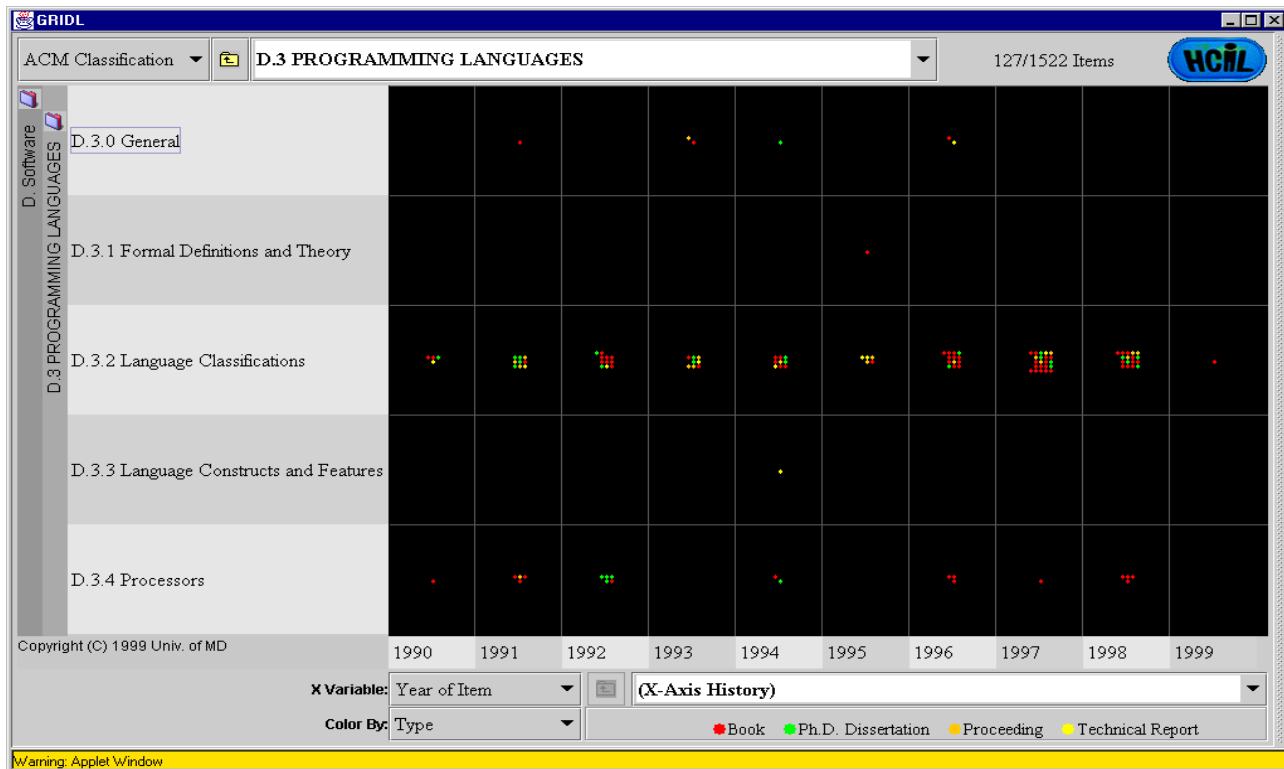 GRIDL
ACM Classification
D.3 PROGRAMMING LANGUAGES
127/1522 Items
HCIL
D. Software
D.3 PROGRAMMING LANGUAGES
D.3.0 General
D.3.1 Formal Definitions and Theory
D.3.2 Language Classifications
D.3.3 Language Constructs and Features
D.3.4 Processors
Copyright (C) 1999 Univ. of MD
1990 1991 1992 1993 1994 1995 1996 1997 1998 1999
X Variable: Year of Item (X-Axis History)
Color By: Type Book Ph.D. Dissertation Proceeding Technical Report
Warning: Applet Window